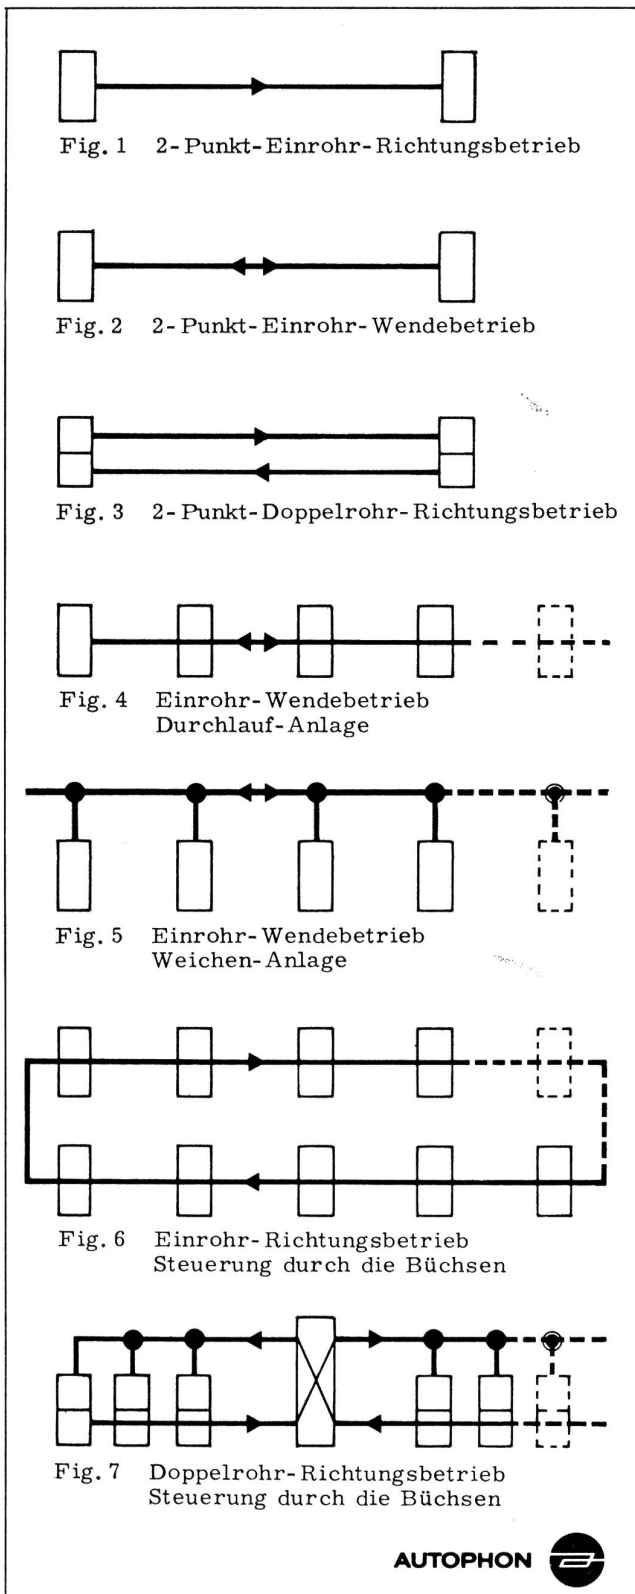 Fig. 1 2-Punkt-Einrohr-Richtungsbetrieb
Fig. 2 2-Punkt-Einrohr-Wendebetrieb
Fig. 3 2-Punkt-Doppelrohr-Richtungsbetrieb
Fig. 4 Einrohr-Wendebetrieb
Durchlauf-Anlage
Fig. 5 Einrohr-Wendebetrieb
Weichen-Anlage
Fig. 6 Einrohr-Richtungsbetrieb
Steuerung durch die Büchsen
Fig. 7 Doppelrohr-Richtungsbetrieb
Steuerung durch die Büchsen
AUTOPHON